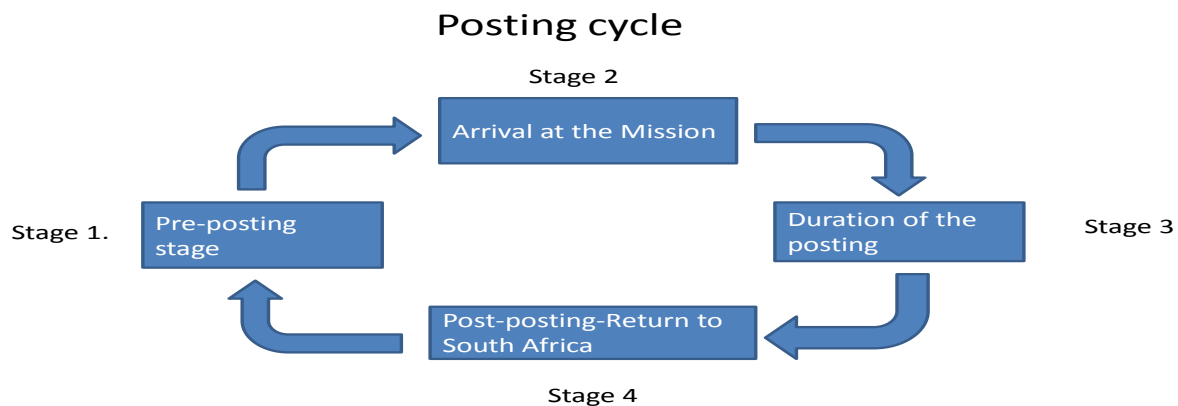 Posting cycle
Stage 2
Arrival at the Mission
Stage 1.
Pre-posting
stage
Duration of the
posting
Stage 3
Post-posting-Return to
South Africa
Stage 4